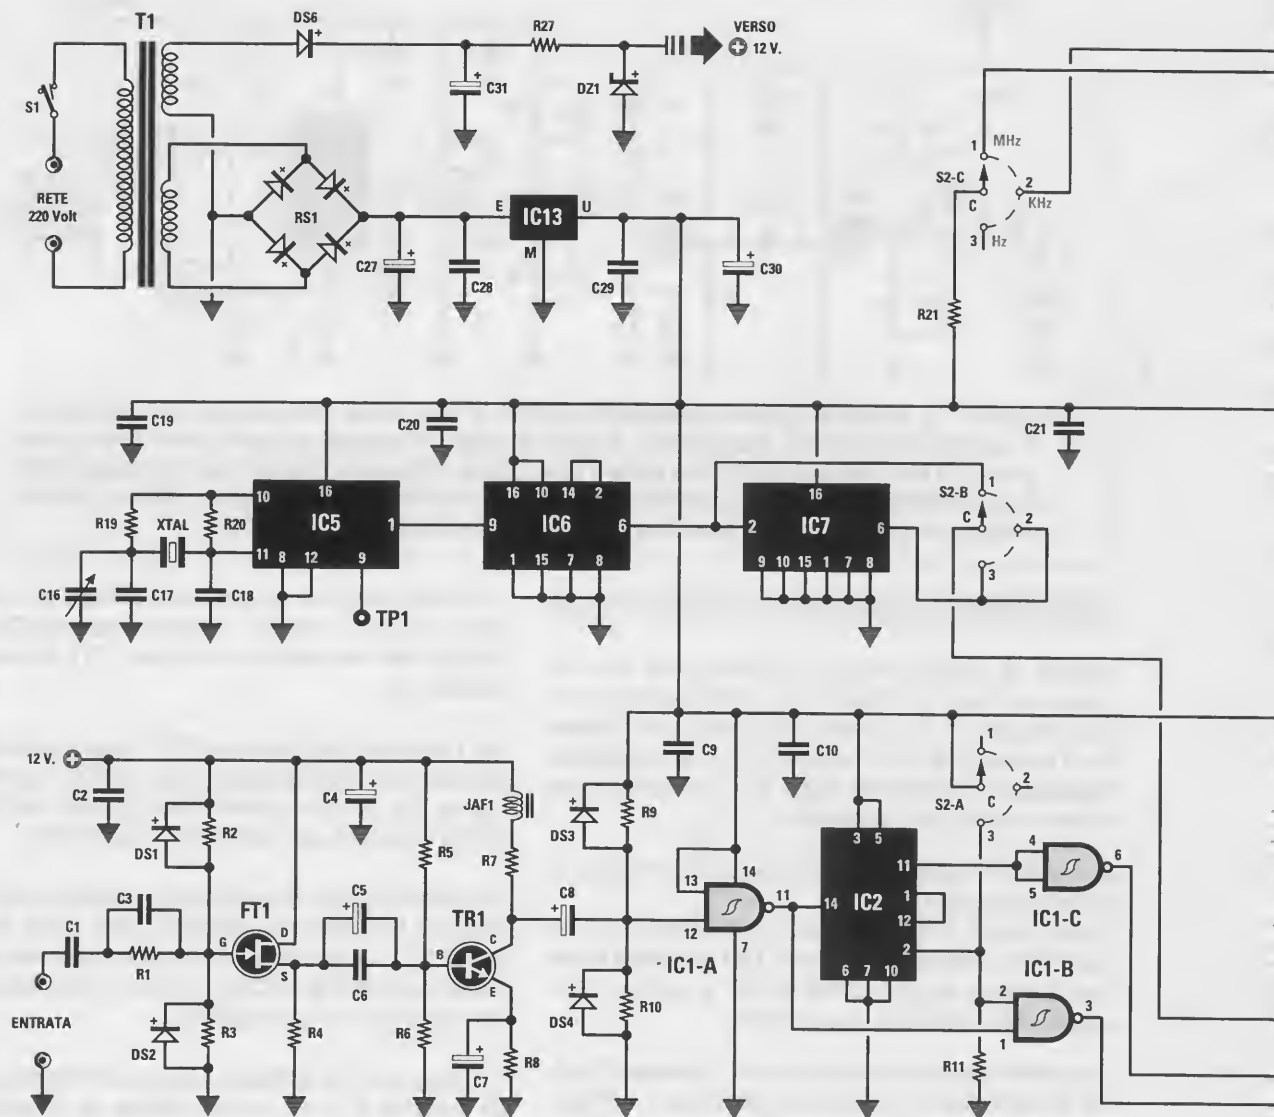 T1
DS6
R27
VERSO
12 V.
S1
C31
DZ1
RETE
220 Volt
RS1
E
IC13
U
M
C27
C28
C29
C30
MHz
1
S2-C
2
C
KHz
3
Hz
R21
C19
C20
C21
16
10
IC5
1
11
8
12
9
R19
XTAL
R20
C16
C17
C18
TP1
16
10
14
2
9
IC6
6
1
15
7
8
16
2
IC7
6
9
10
15
1
7
8
S2-B
1
C
2
3
12 V.
C2
DS1
R2
C4
R5
JAF1
R7
DS3
R9
C9
C10
1
2
S2-A
C
3
C3
C1
R1
FT1
G
D
S
C5
C6
TR1
B
C
E
C8
13
14
12
11
7
IC1-A
3
5
14
IC2
11
1
12
2
6
7
10
4
5
6
IC1-C
IC1-B
2
1
3
ENTRATA
DS2
R3
R4
R6
C7
R8
DS4
R10
R11